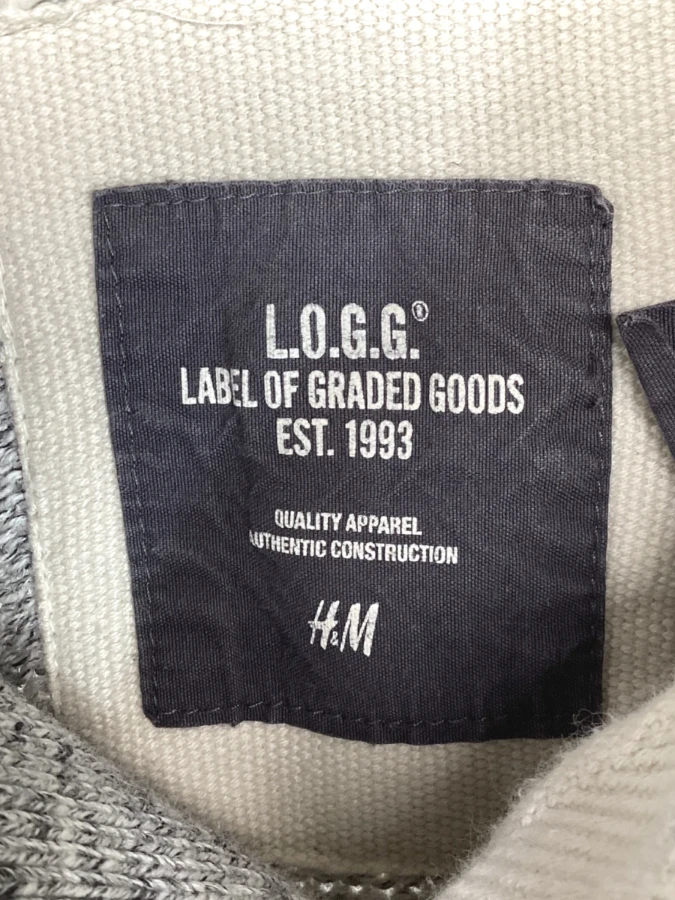 L.O.G.G.®
LABEL OF GRADED GOODS
EST. 1993
QUALITY APPAREL
AUTHENTIC CONSTRUCTION
H&M